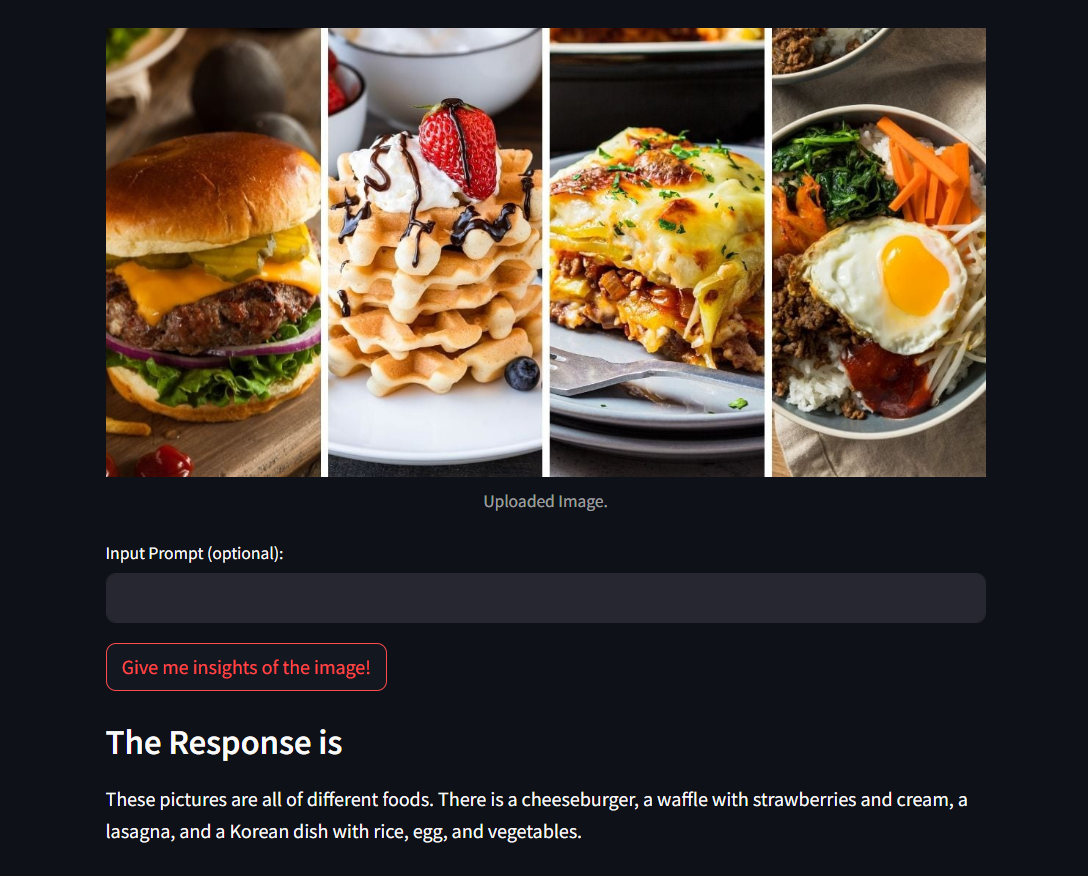 Uploaded Image.
Input Prompt (optional):
Give me insights of the image!
The Response is
These pictures are all of different foods. There is a cheeseburger, a waffle with strawberries and cream, a
lasagna, and a Korean dish with rice, egg, and vegetables.